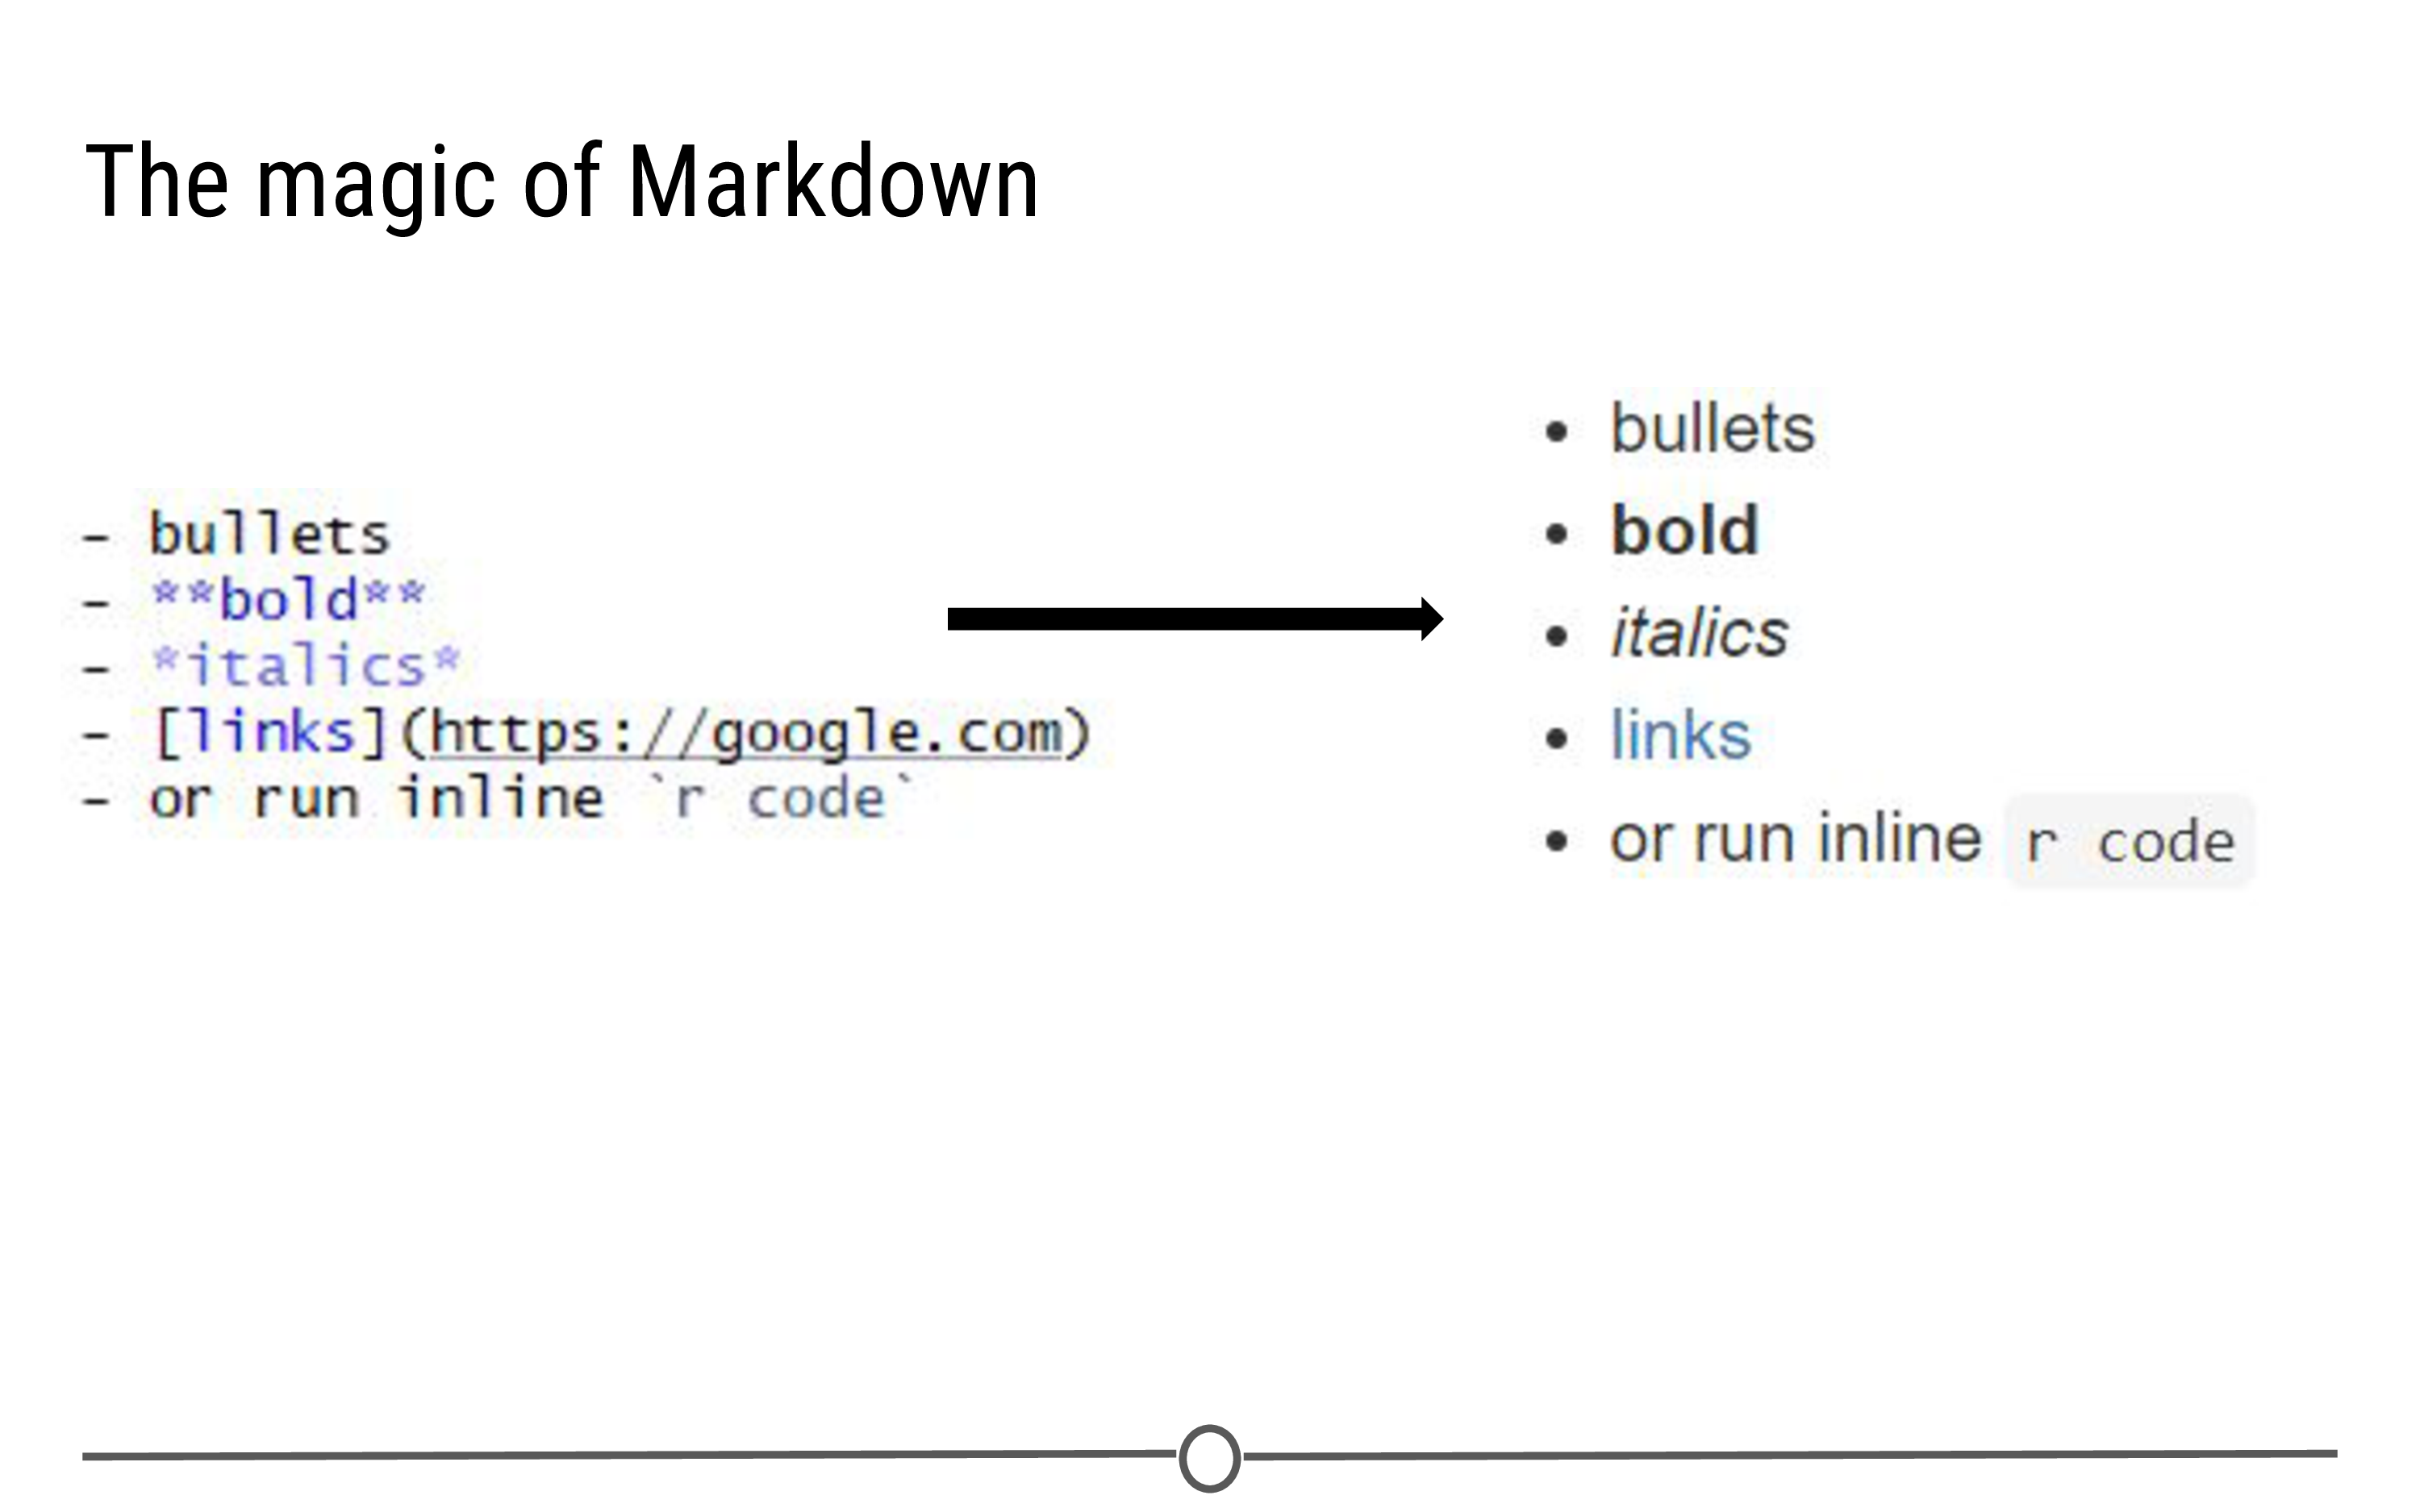 The magic of Markdown
- bullets
- **bold**
- *italics*
- [links](https://google.com)
- or run inline `r code`
• bullets
• bold
• italics
• links
• or run inline r code